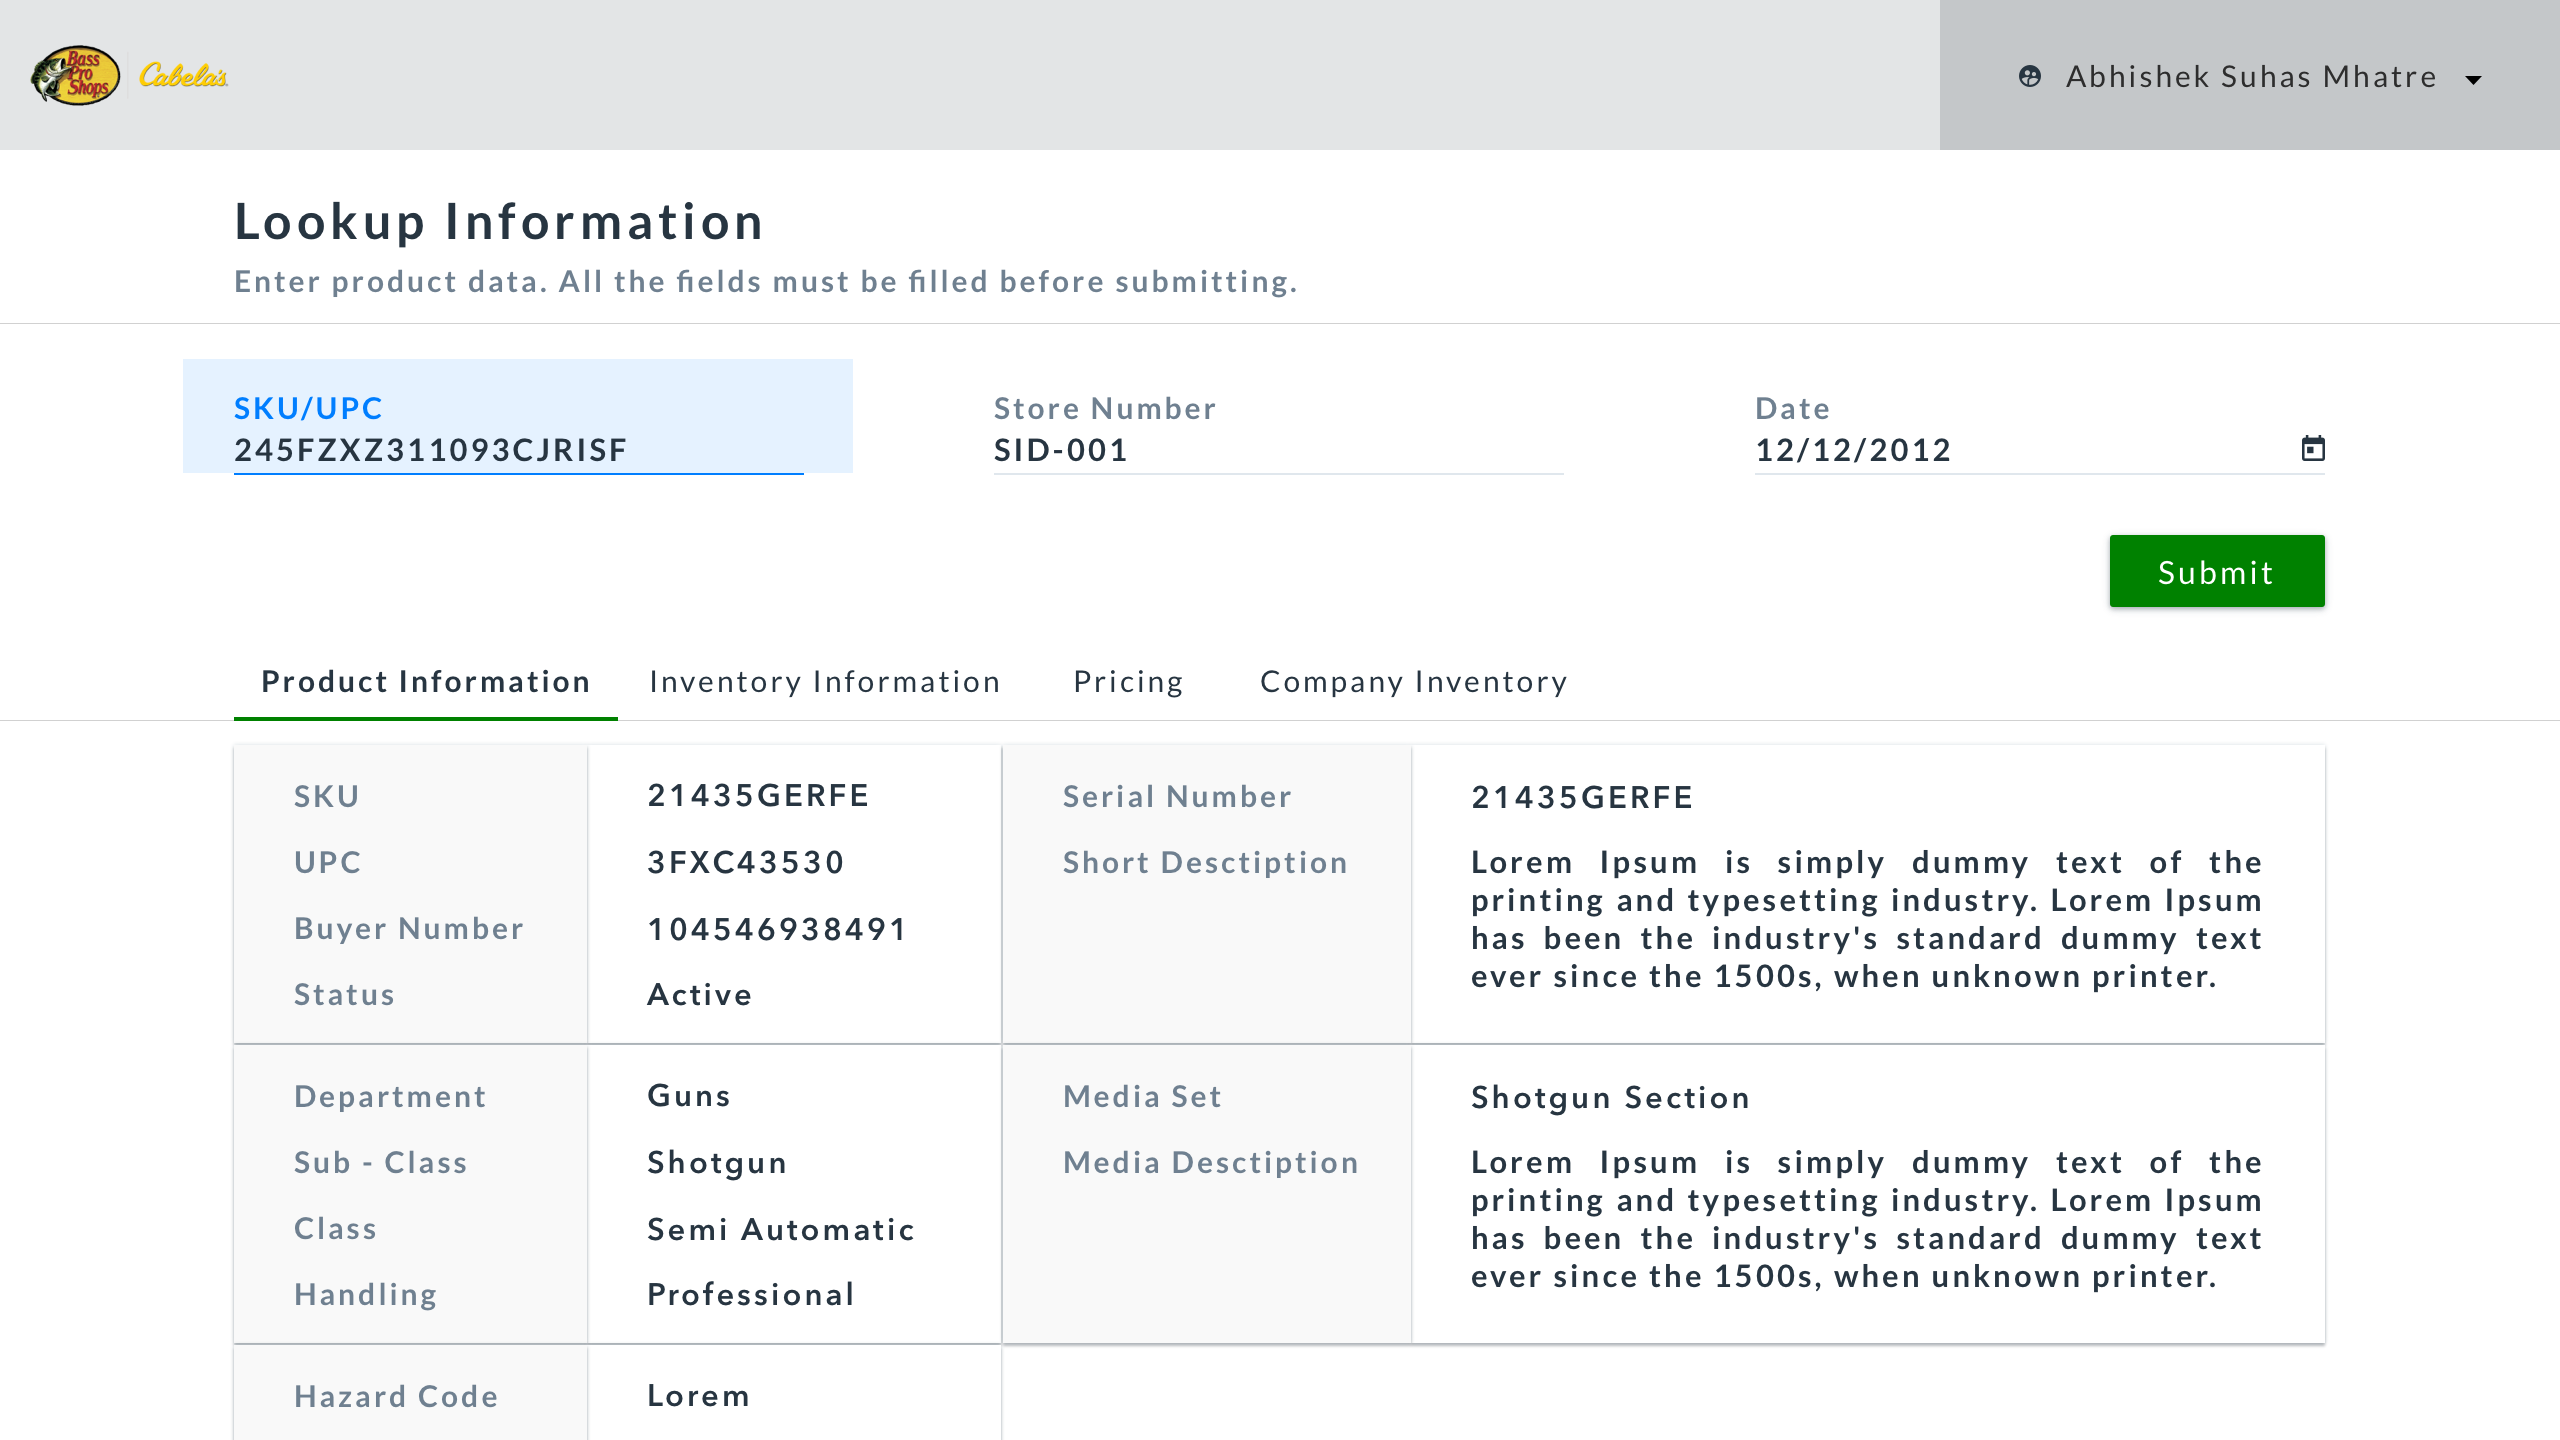 Bass
Pro
Shops
Cabela's
Abhishek Suhas Mhatre
Lookup Information
Enter product data. All the fields must be filled before submitting.
SKU/UPC
245FZXZ311093CJRISF
Store Number
SID-001
Date
12/12/2012
Submit
Product Information
Inventory Information
Pricing
Company Inventory
SKU
21435GERFE
UPC
3FXC43530
Buyer Number
104546938491
Status
Active
Serial Number
21435GERFE
Short Desctiption
Lorem Ipsum is simply dummy text of the
printing and typesetting industry. Lorem Ipsum
has been the industry's standard dummy text
ever since the 1500s, when unknown printer.
Department
Guns
Sub - Class
Shotgun
Class
Semi Automatic
Handling
Professional
Media Set
Shotgun Section
Media Desctiption
Lorem Ipsum is simply dummy text of the
printing and typesetting industry. Lorem Ipsum
has been the industry's standard dummy text
ever since the 1500s, when unknown printer.
Hazard Code
Lorem